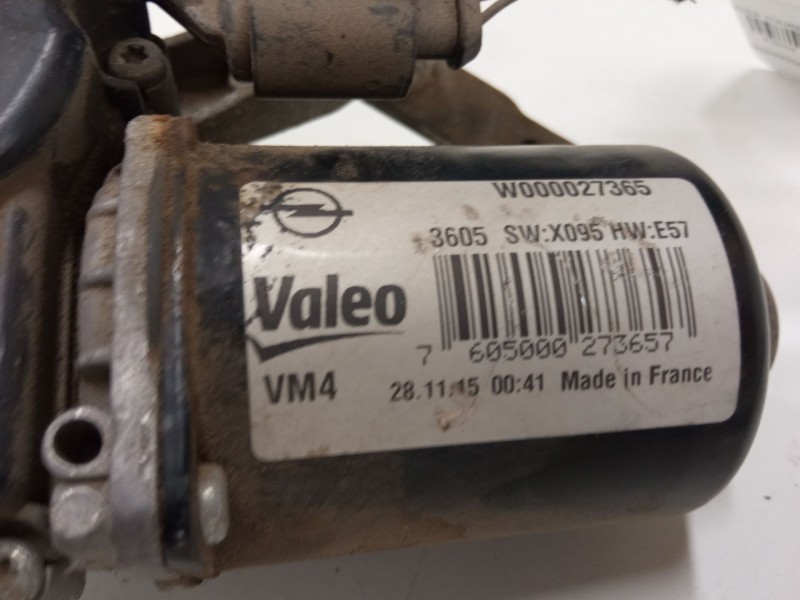 W000027365
3605 SW:X095 HW:E57
Valeo
7 605000 273657
VM4
28.11.15 00:41 Made in France